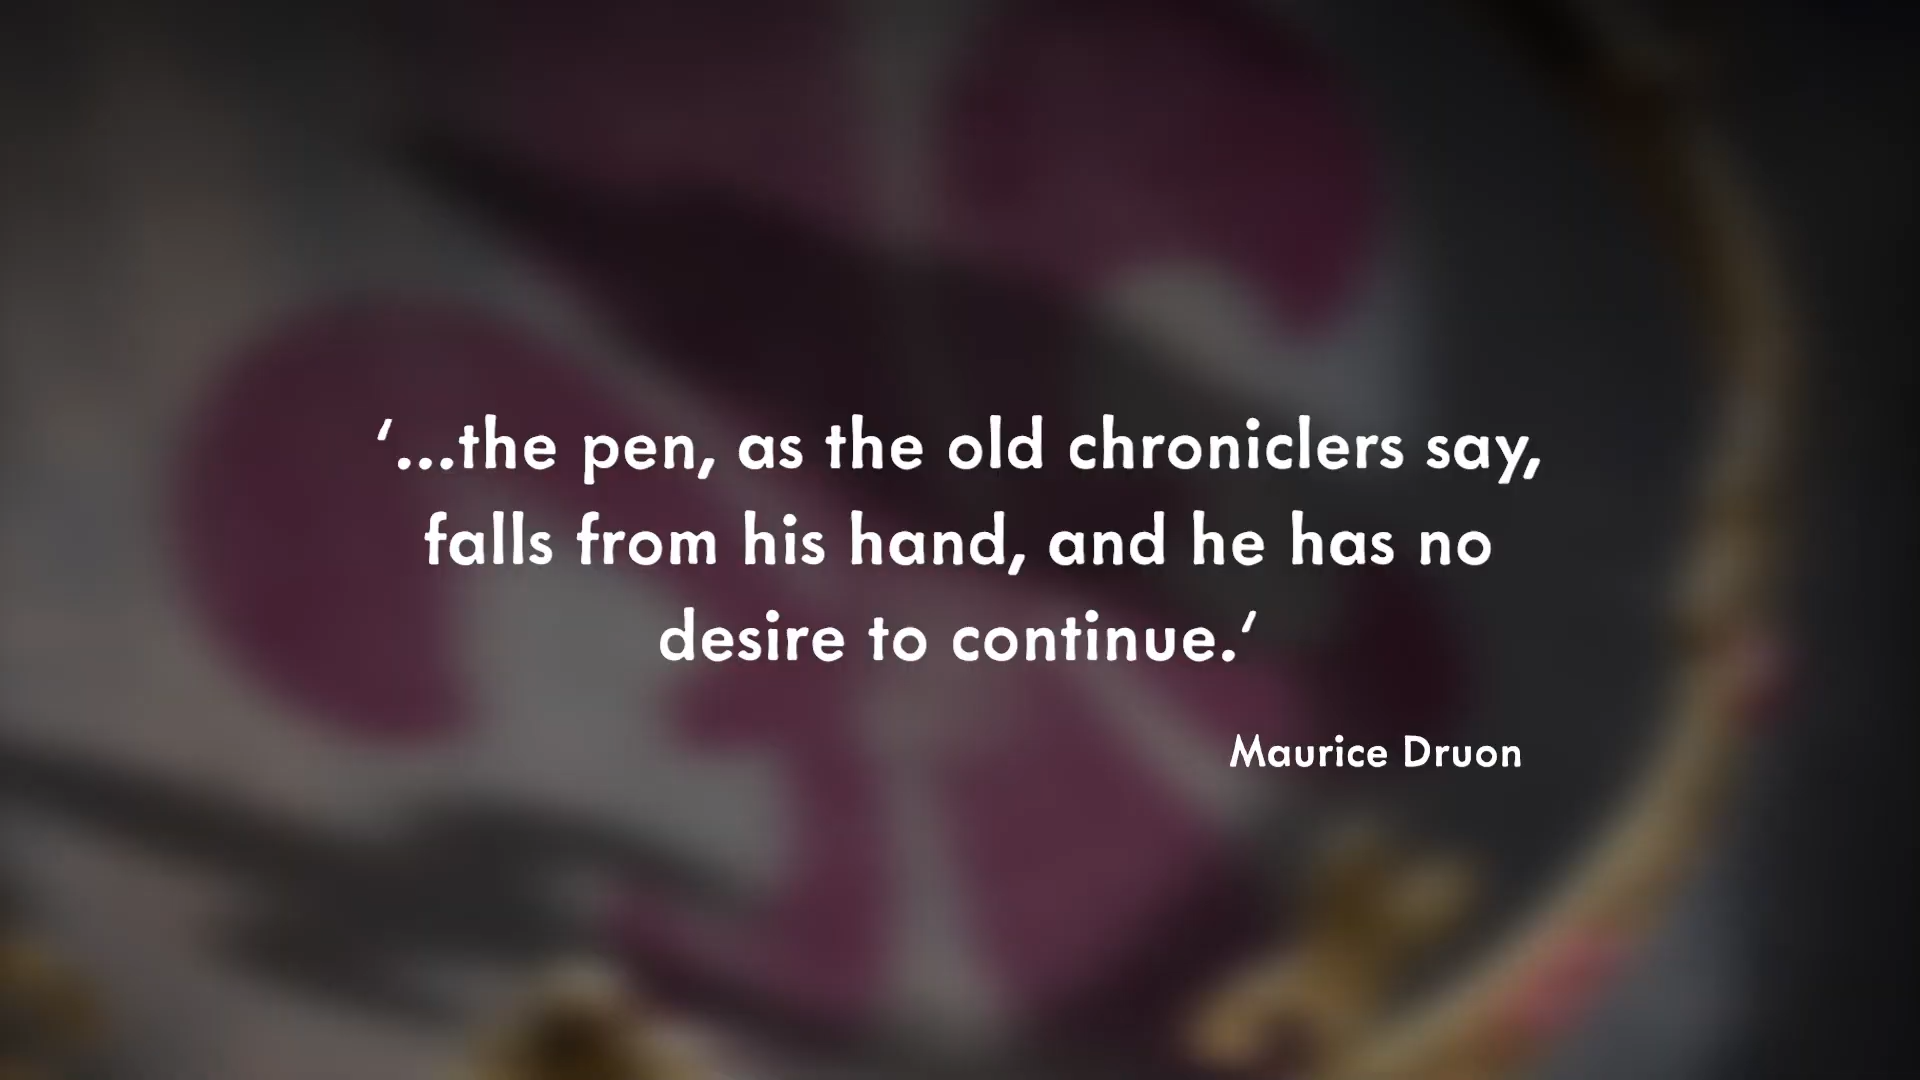 ‘...the pen, as the old chroniclers say,
falls from his hand, and he has no
desire to continue.‘
Maurice Druon